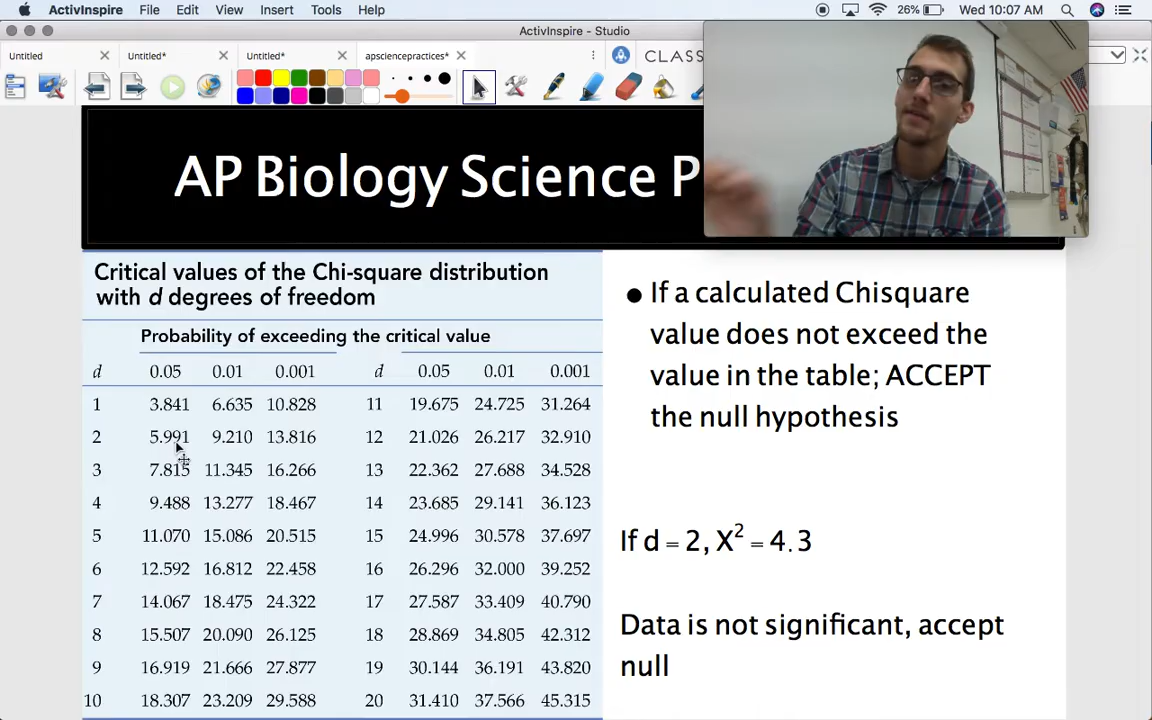 ActivInspire File Edit View Insert Tools Help 26% Wed 10:07 AM
ActivInspire - Studio
Untitled Untitled* Untitled* apsciencepractices* CLASS
AP Biology Science P
Critical values of the Chi-square distribution
with d degrees of freedom
Probability of exceeding the critical value
d 0.05 0.01 0.001 d 0.05 0.01 0.001
1 3.841 6.635 10.828 11 19.675 24.725 31.264
2 5.991 9.210 13.816 12 21.026 26.217 32.910
3 7.815 11.345 16.266 13 22.362 27.688 34.528
4 9.488 13.277 18.467 14 23.685 29.141 36.123
5 11.070 15.086 20.515 15 24.996 30.578 37.697
6 12.592 16.812 22.458 16 26.296 32.000 39.252
7 14.067 18.475 24.322 17 27.587 33.409 40.790
8 15.507 20.090 26.125 18 28.869 34.805 42.312
9 16.919 21.666 27.877 19 30.144 36.191 43.820
10 18.307 23.209 29.588 20 31.410 37.566 45.315
● If a calculated Chisquare
value does not exceed the
value in the table; ACCEPT
the null hypothesis
If d = 2, X² = 4.3
Data is not significant, accept
null